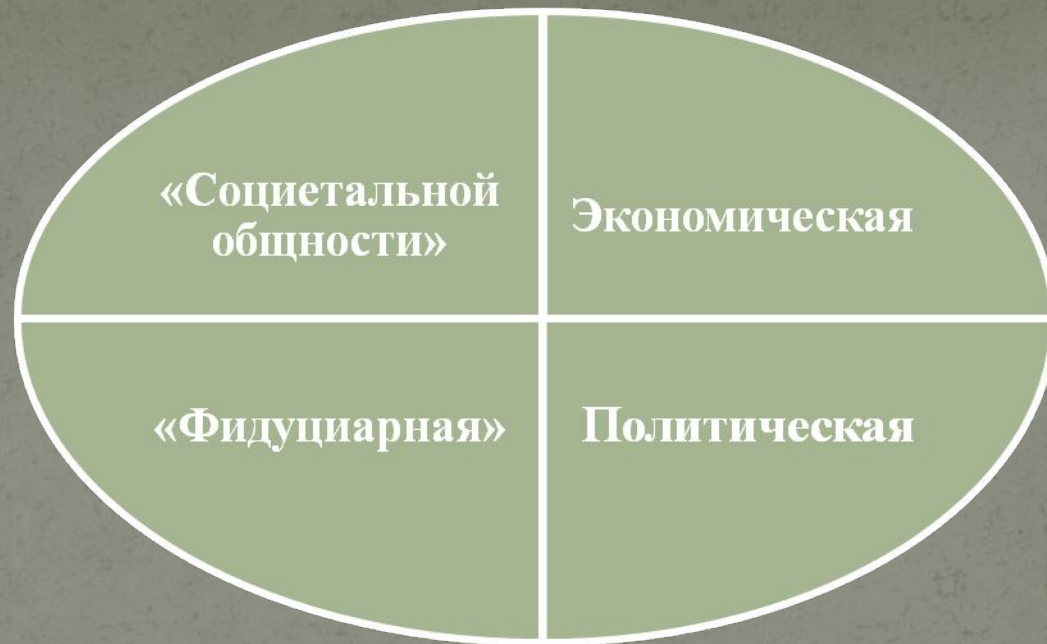 «Социетальной
общности»
Экономическая
«Фидуциарная»
Политическая